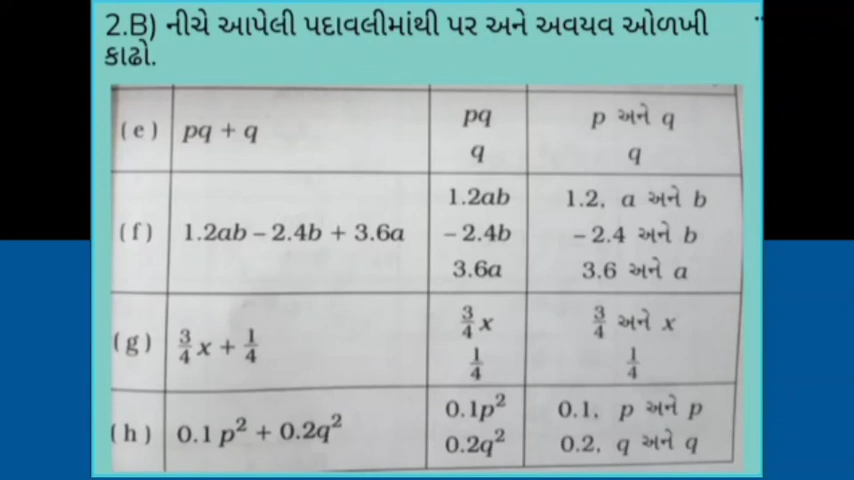 2.B) નીચે આપેલી પદાવલીમાંથી પર અને અવયવ ઓળખી
કાઢો.
(e) pq + q
pq
q
p અને q
q
(f) 1.2ab – 2.4b + 3.6a
1.2ab
– 2.4b
3.6a
1.2, a અને b
– 2.4 અને b
3.6 અને a
(g) 3/4 x + 1/4
3/4 x
1/4
3/4 અને x
1/4
(h) 0.1 p² + 0.2q²
0.1p²
0.2q²
0.1, p અને p
0.2, q અને q